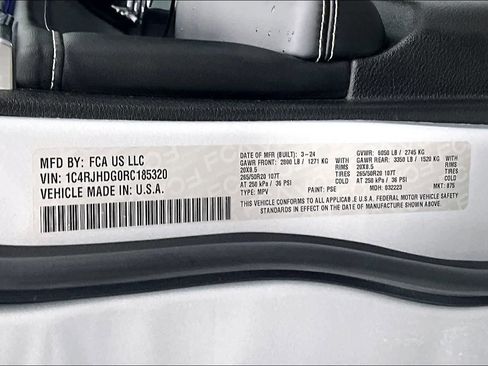 MFD BY: FCA US LLC
VIN: 1C4RJHDG0RC185320
VEHICLE MADE IN: U.S.A.
DATE OF MFR (BUILT): 3-24 GVWR: 6050 LB / 2745 KG
GAWR FRONT: 2800 LB / 1271 KG WITH GAWR REAR: 3350 LB / 1520 KG WITH
20X8.5 RIMS 20X8.5 RIMS
265/50R20 107T TIRES 265/50R20 107T TIRES
AT 250 kPa / 36 PSI COLD AT 250 kPa / 36 PSI COLD
TYPE: MPV PAINT: PSE MDH: 032223 MKT: 075
THIS VEHICLE CONFORMS TO ALL APPLICABLE U.S.A. FEDERAL MOTOR VEHICLE SAFETY
STANDARDS IN EFFECT ON THE DATE OF MANUFACTURE SHOWN ABOVE